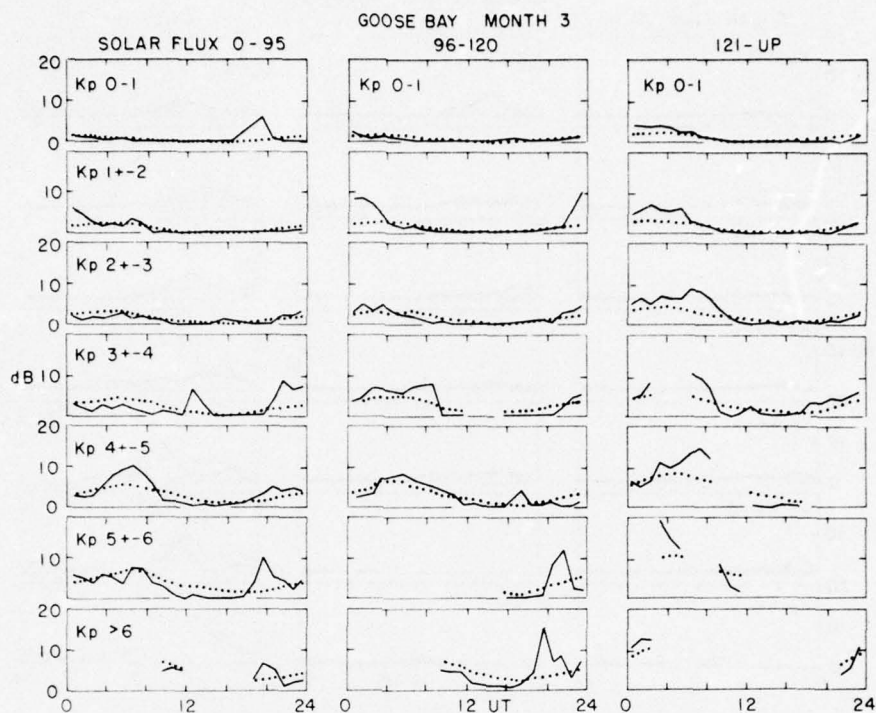 GOOSE BAY MONTH 3
SOLAR FLUX 0-95 96-120 121-UP
20
Kp 0-1 Kp 0-1 Kp 0-1
10
0
Kp 1+-2
10
20
Kp 2+-3
10
0
Kp 3+-4
dB 10
20
Kp 4+-5
10
0
Kp 5+-6
10
20
Kp >6
10
0
0 12 24 0 12 UT 24 0 12 24